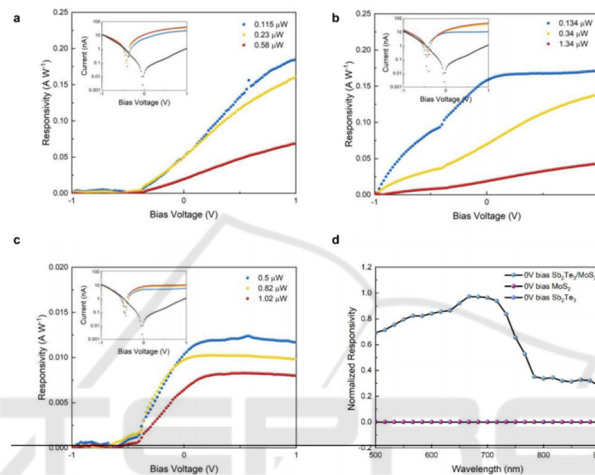 a
0.115 μW
0.23 μW
0.58 μW
Current (nA)
Bias Voltage (V)
Responsivity (A W⁻¹)
0.25
0.20
0.15
0.10
0.05
0.00
-1 0 1
Bias Voltage (V)
b
0.134 μW
0.34 μW
1.34 μW
Current (nA)
Bias Voltage (V)
Responsivity (A W⁻¹)
0.25
0.20
0.15
0.10
0.05
0.00
-1 0 1
Bias Voltage (V)
c
0.5 μW
0.82 μW
1.02 μW
Current (nA)
Bias Voltage (V)
Responsivity (A W⁻¹)
0.020
0.015
0.010
0.005
0.000
-1 0 1
Bias Voltage (V)
d
0V bias Sb₂Te₃/MoS₂
0V bias MoS₂
0V bias Sb₂Te₃
Normalized Responsivity
1.2
1.0
0.8
0.6
0.4
0.2
0.0
500 600 700 800
Wavelength (nm)